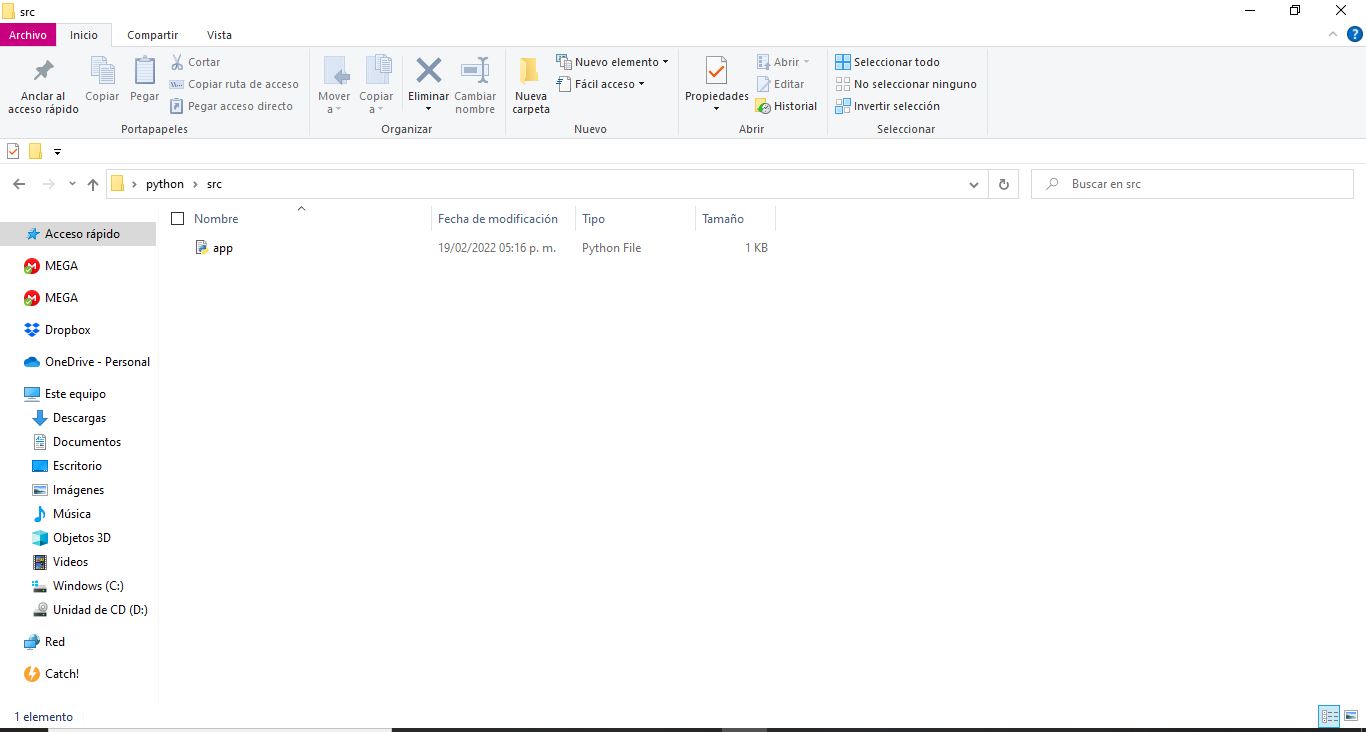 src
Archivo Inicio Compartir Vista
?
Anclar al acceso rápido
Copiar
Pegar
Cortar
Copiar ruta de acceso
Pegar acceso directo
Portapapeles
Mover a
Copiar a
Eliminar
Cambiar nombre
Organizar
Nueva carpeta
Nuevo elemento
Fácil acceso
Nuevo
Propiedades
Abrir
Editar
Historial
Abrir
Seleccionar todo
No seleccionar ninguno
Invertir selección
Seleccionar
python src
Buscar en src
Nombre Fecha de modificación Tipo Tamaño
app 19/02/2022 05:16 p. m. Python File 1 KB
Acceso rápido
MEGA
MEGA
Dropbox
OneDrive - Personal
Este equipo
Descargas
Documentos
Escritorio
Imágenes
Música
Objetos 3D
Videos
Windows (C:)
Unidad de CD (D:)
Red
Catch!
1 elemento